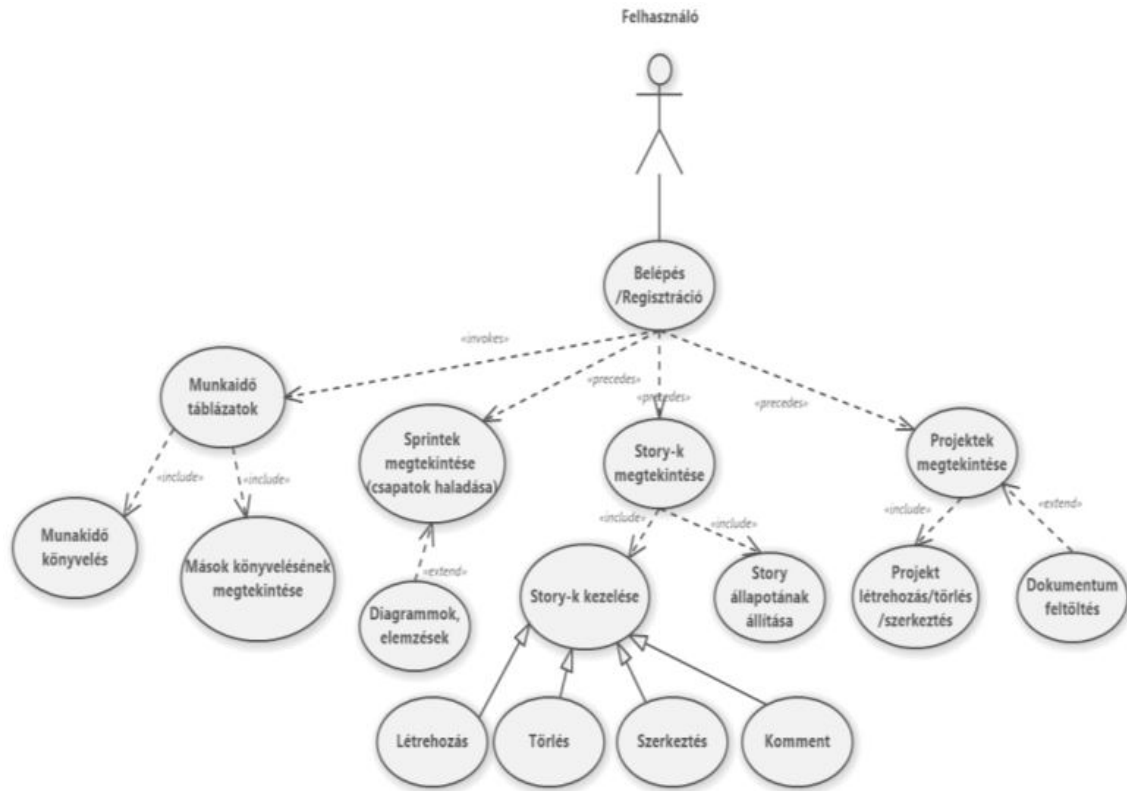 Felhasználó
Belépés
/Regisztráció
«invokes»
«precedes»
«precedes»
«precedes»
Munkaidő
táblázatok
Sprintek
megtekintése
(csapatok haladása)
Story-k
megtekintése
Projektek
megtekintése
«include»
«include»
«include»
«include»
«include»
«extend»
Munakidő
könyvelés
Mások könyvelésének
megtekintése
«extend»
Diagrammok,
elemzések
Story-k kezelése
Story
állapotának
állítása
Projekt
létrehozás/törlés
/szerkeztés
Dokumentum
feltöltés
Létrehozás
Törlés
Szerkeztés
Komment